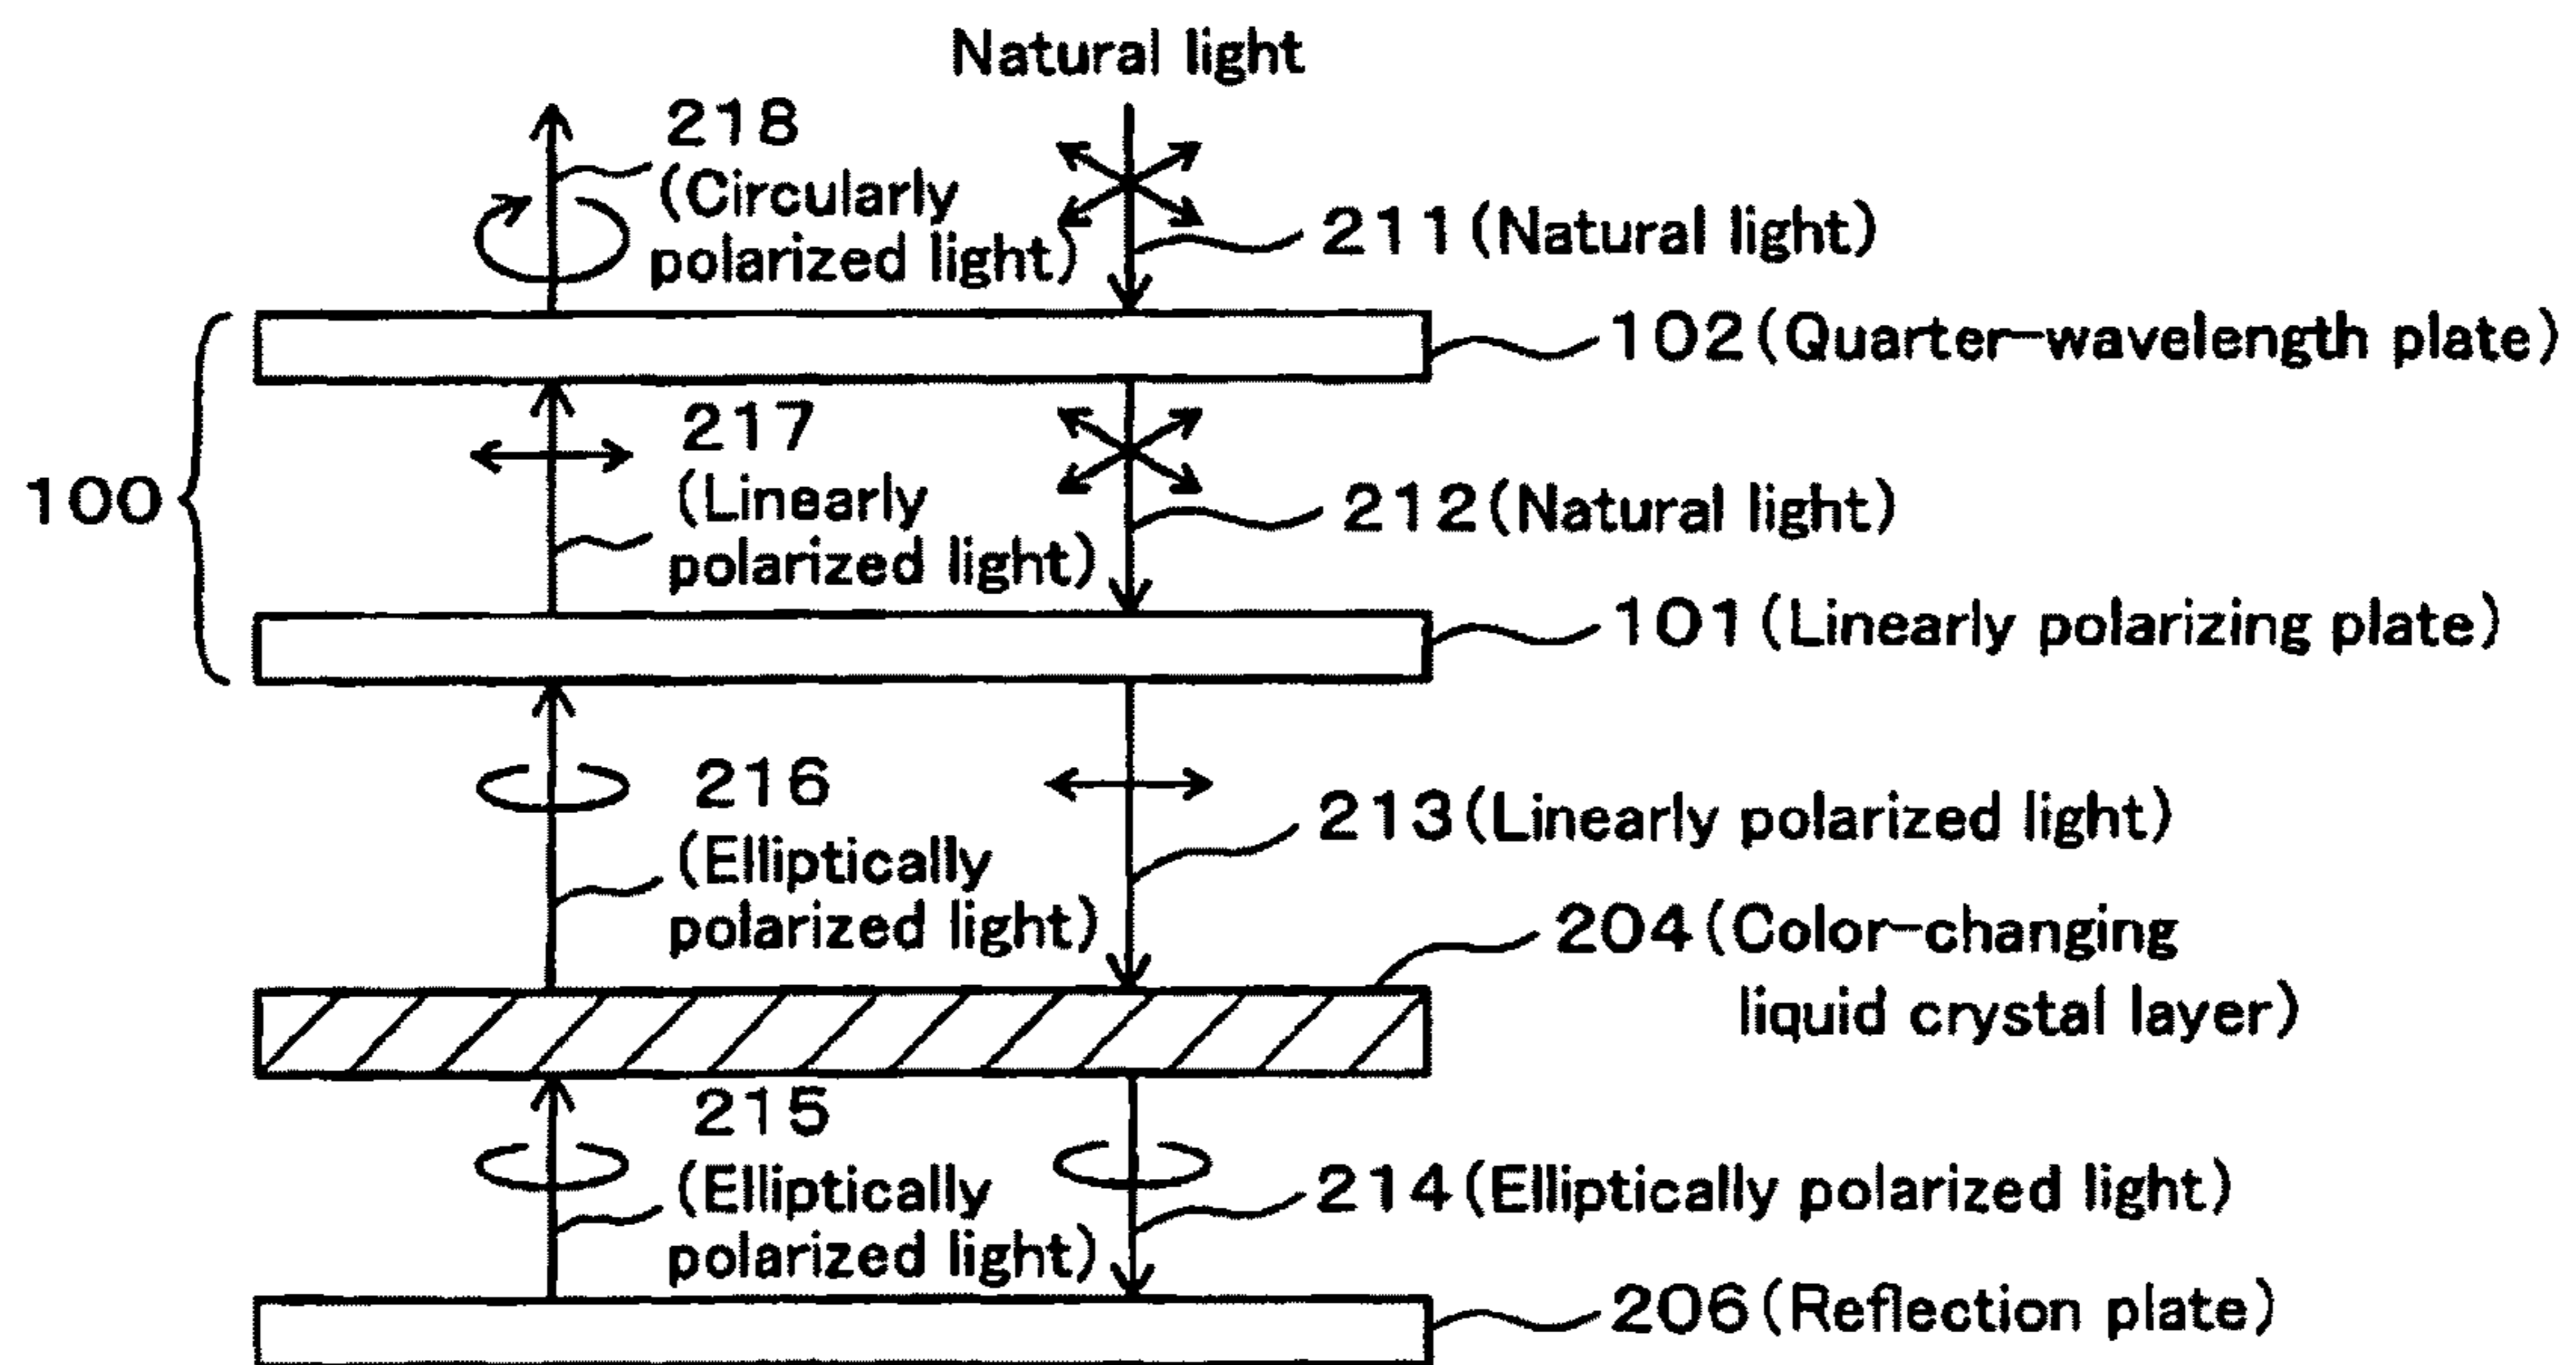 Natural light
218
(Circularly
polarized light)
211(Natural light)
102(Quarter-wavelength plate)
217
(Linearly
polarized light)
100
212(Natural light)
101(Linearly polarizing plate)
216
(Elliptically
polarized light)
213(Linearly polarized light)
204(Color-changing
liquid crystal layer)
215
(Elliptically
polarized light)
214(Elliptically polarized light)
206(Reflection plate)